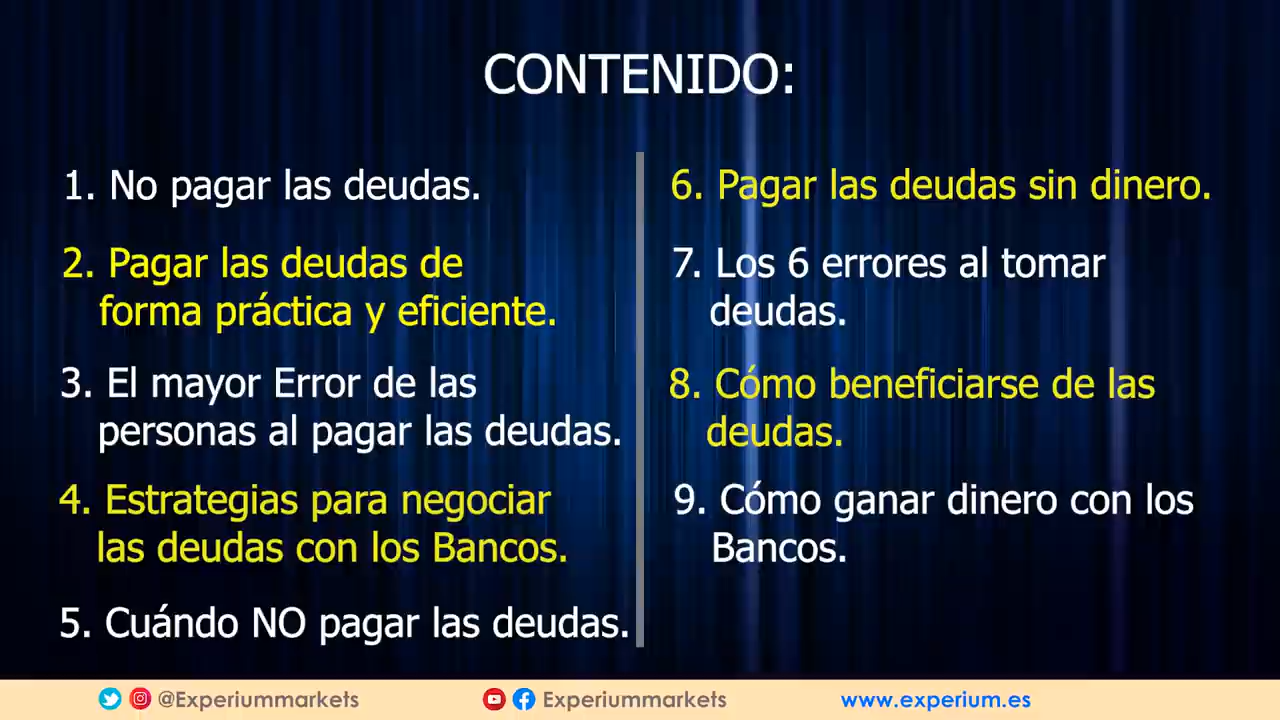 CONTENIDO:
1. No pagar las deudas.
2. Pagar las deudas de
forma práctica y eficiente.
3. El mayor Error de las
personas al pagar las deudas.
4. Estrategias para negociar
las deudas con los Bancos.
5. Cuándo NO pagar las deudas.
6. Pagar las deudas sin dinero.
7. Los 6 errores al tomar
deudas.
8. Cómo beneficiarse de las
deudas.
9. Cómo ganar dinero con los
Bancos.
@Experiummarkets
Experiummarkets
www.experium.es